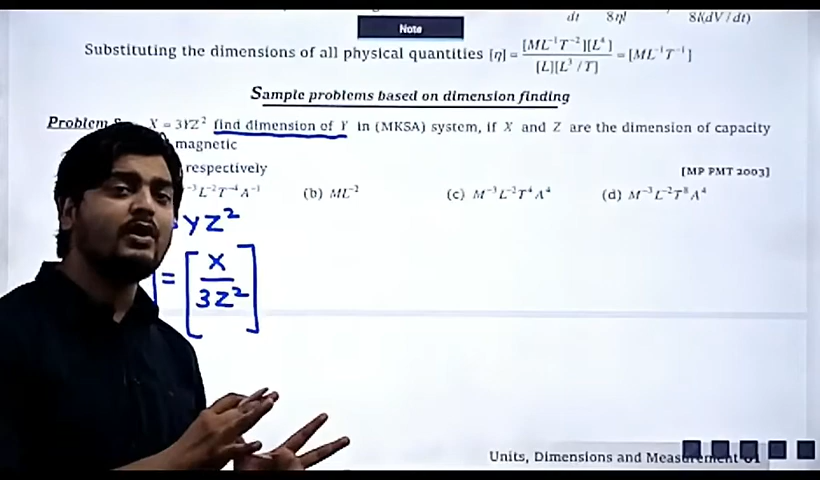 dt 8ηl 8l(dV / dt)
Note
Substituting the dimensions of all physical quantities [η] = [ML⁻¹T⁻²][L⁴] / [L][L³ / T] = [ML⁻¹T⁻¹]
Sample problems based on dimension finding
Problem X = 3YZ² find dimension of Y in (MKSA) system, if X and Z are the dimension of capacity
magnetic
respectively [MP PMT 2003]
⁻³L⁻²T⁻⁴A⁻¹ (b) ML⁻² (c) M⁻³L⁻²T⁴A⁴ (d) M⁻³L⁻²T⁸A⁴
YZ²
= [X / 3Z²]
Units, Dimensions and Measurement